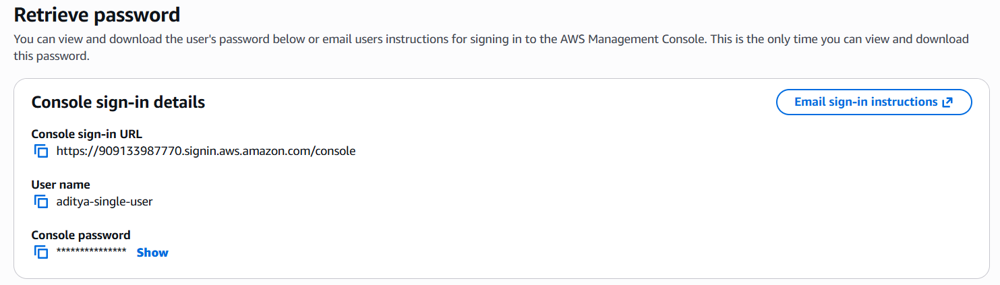 Retrieve password
You can view and download the user's password below or email users instructions for signing in to the AWS Management Console. This is the only time you can view and download
this password.
Console sign-in details
Email sign-in instructions
Console sign-in URL
https://909133987770.signin.aws.amazon.com/console
User name
aditya-single-user
Console password
*************** Show